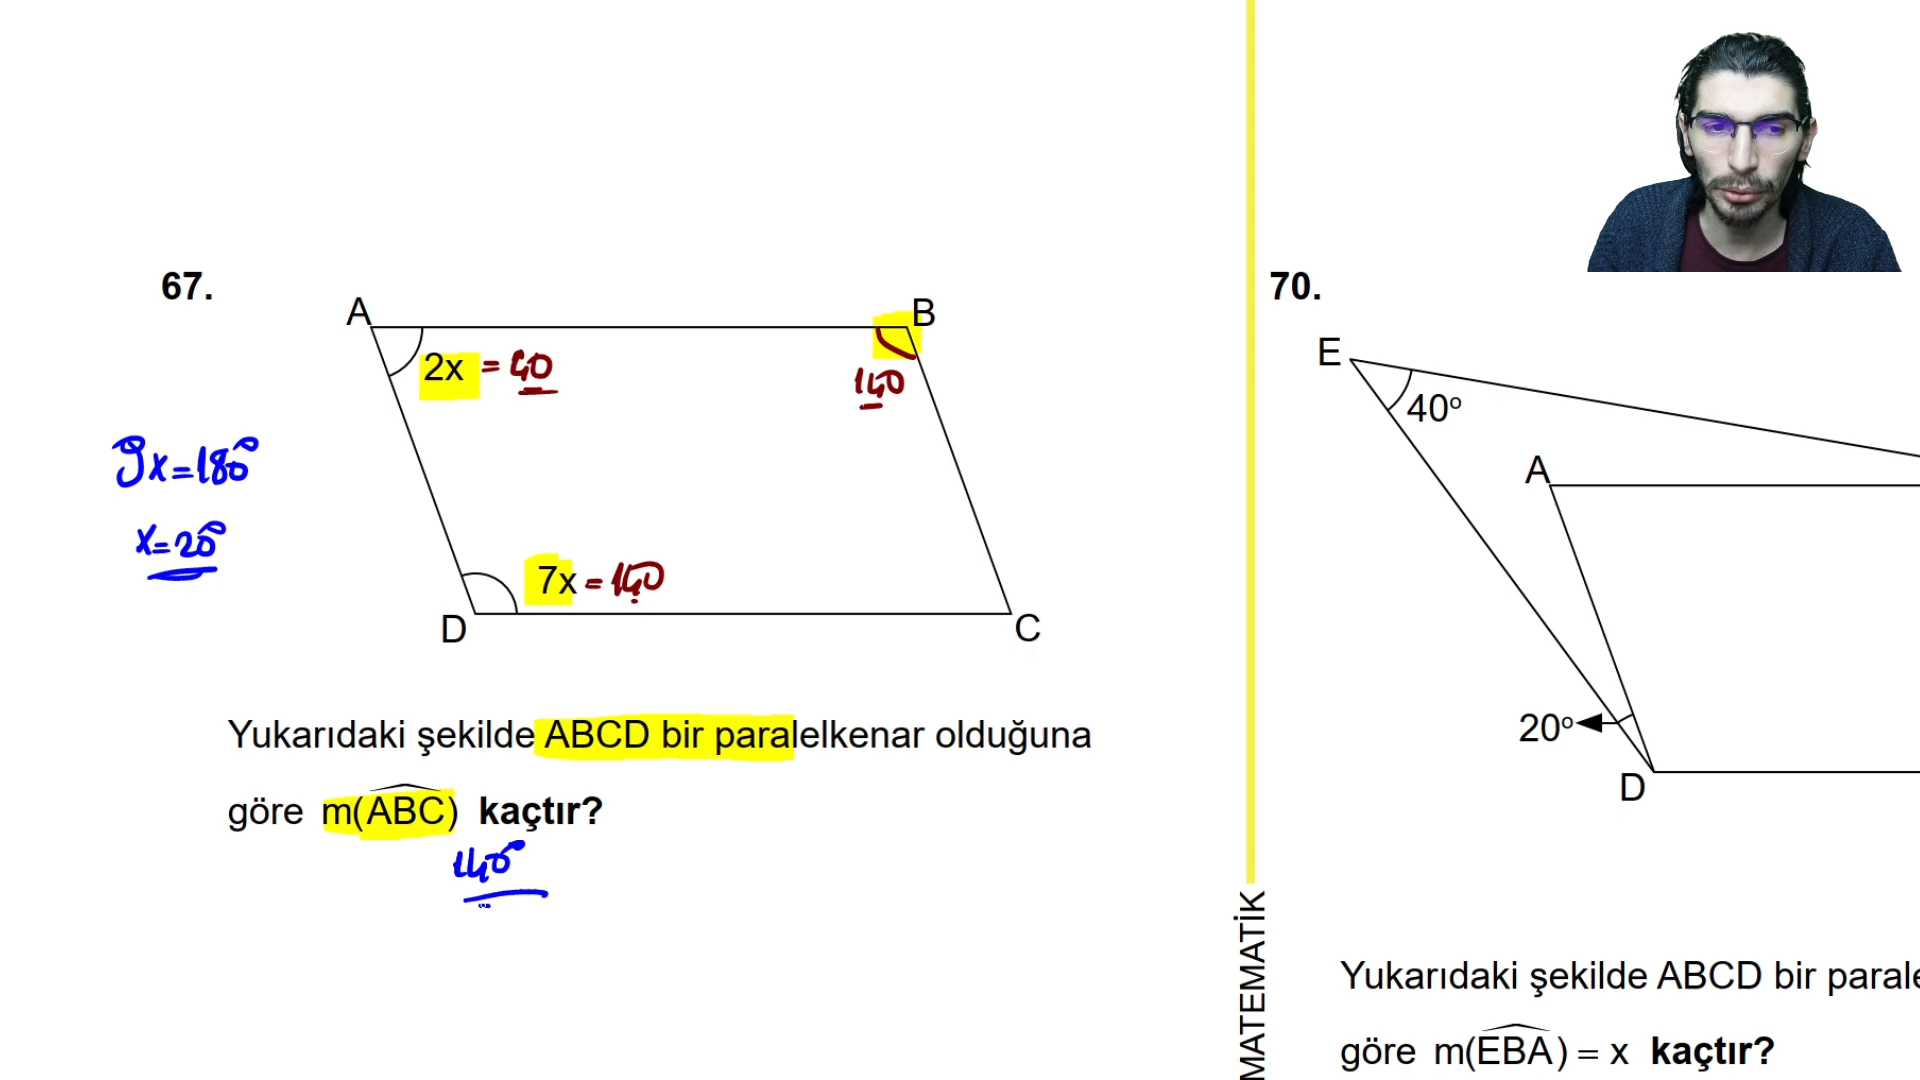 67.
A
B
2x = 40
140
9x=180°
x=20°
7x = 140
D
C
Yukarıdaki şekilde ABCD bir paralelkenar olduğuna
göre m(ABC) kaçtır?
140°
MATEMATİK
70.
E
40°
A
20°
D
Yukarıdaki şekilde ABCD bir parale
göre m(EBA) = x kaçtır?